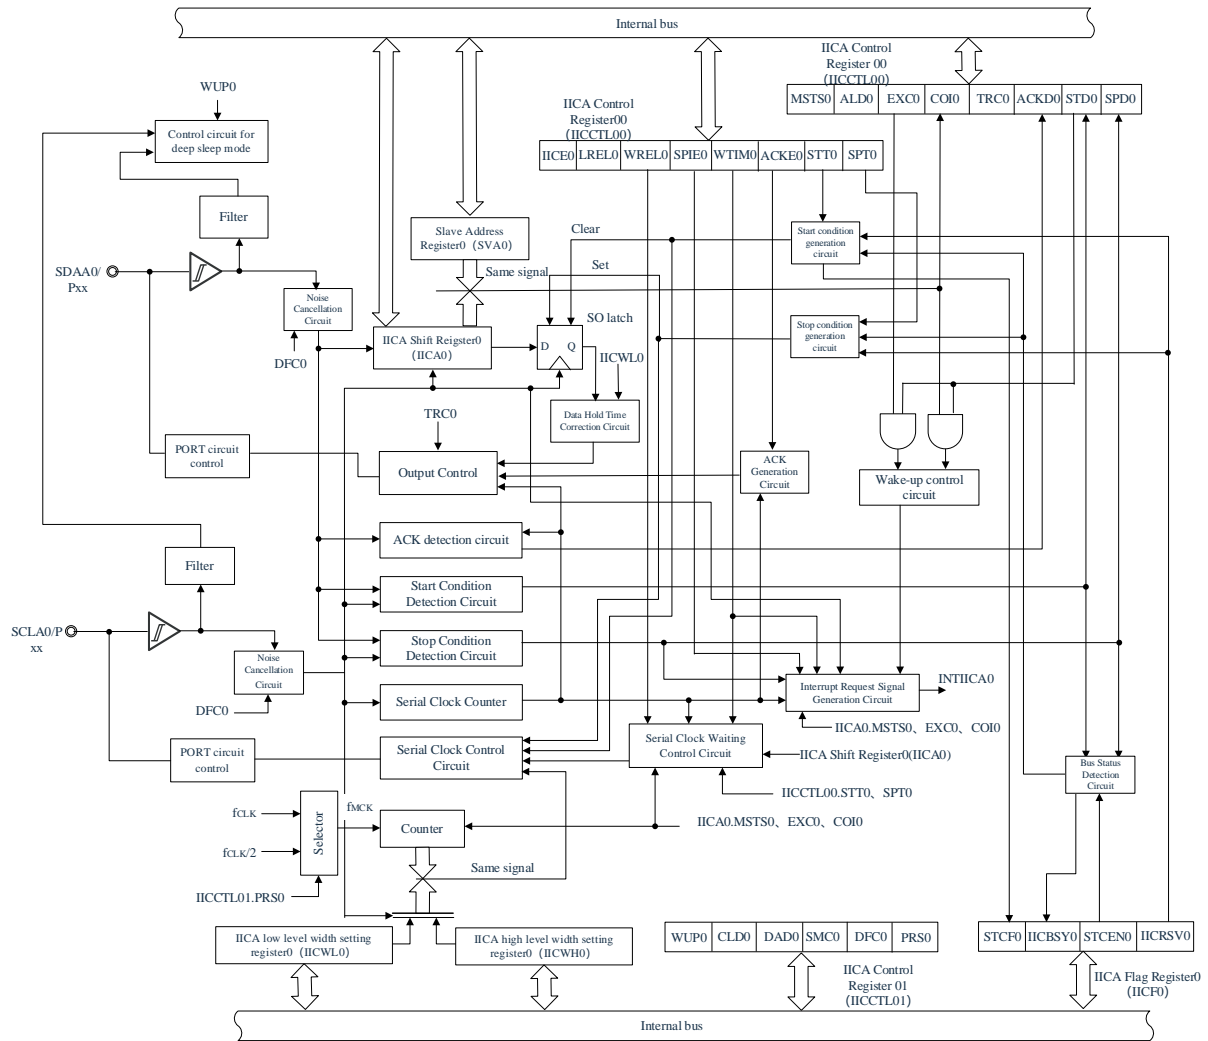 Internal bus
IICA Control
Register 00
(IICCTL00)
MSTS0 ALD0 EXC0 COI0 TRC0 ACKD0 STD0 SPD0
WUP0
IICA Control
Register00
(IICCTL00)
Control circuit for
deep sleep mode
IICE0 LREL0 WREL0 SPIE0 WTIM0 ACKE0 STT0 SPT0
Filter
Slave Address
Register0 (SVA0)
Clear
Start condition
generation
circuit
SDAA0/
Pxx
Same signal
Set
Noise
Cancellation
Circuit
SO latch
IICA Shift Reigster0
(IICA0)
D Q
Stop condition
generation
circuit
DFC0
IICWL0
TRC0
Data Hold Time
Correction Circuit
PORT circuit
control
Output Control
ACK
Generation
Circuit
Wake-up control
circuit
ACK detection circuit
Filter
Start Condition
Detection Circuit
SCLA0/P
xx
Stop Condition
Detection Circuit
Noise
Cancellation
Circuit
INTIICA0
Interrupt Request Signal
Generation Circuit
Serial Clock Counter
DFC0
IICA0.MSTS0、EXC0、COI0
PORT circuit
control
Serial Clock Control
Circuit
Serial Clock Waiting
Control Circuit
IICA Shift Register0(IICA0)
Bus Status
Detection
Circuit
IICCTL00.STT0、SPT0
fCLK
fMCK
Selector
Counter
IICA0.MSTS0、EXC0、COI0
fCLK/2
Same signal
IICCTL01.PRS0
IICA low level width setting
register0 (IICWL0)
IICA high level width setting
register0 (IICWH0)
WUP0 CLD0 DAD0 SMC0 DFC0 PRS0
STCF0 IICBSY0 STCEN0 IICRSV0
IICA Control
Register 01
(IICCTL01)
IICA Flag Register0
(IICF0)
Internal bus